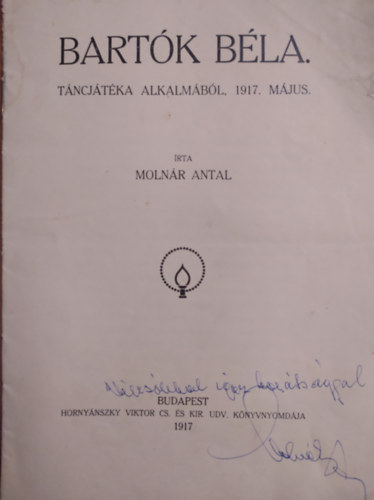 BARTÓK BÉLA.
TÁNCJÁTÉKA ALKALMÁBÓL, 1917. MÁJUS.
IRTA
MOLNÁR ANTAL
igaz barátsággal
BUDAPEST
HORNYÁNSZKY VIKTOR CS. ÉS KIR. UDV. KÖNYVNYOMDÁJA
1917